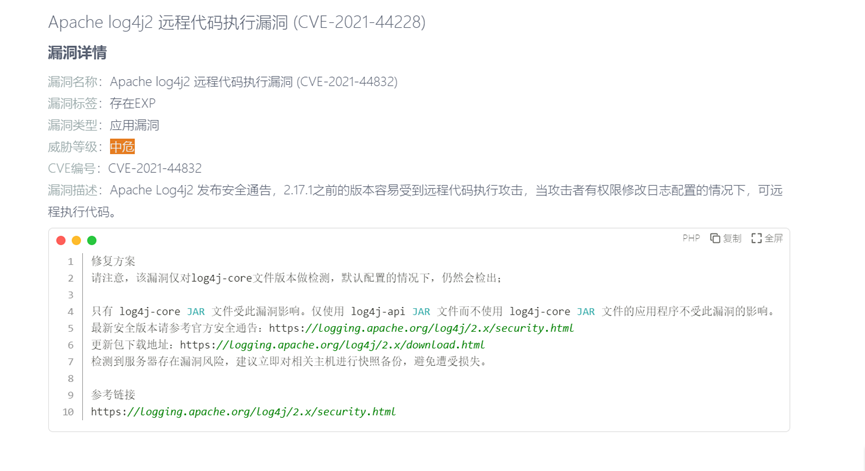 Apache log4j2 远程代码执行漏洞 (CVE-2021-44228)
漏洞详情
漏洞名称：Apache log4j2 远程代码执行漏洞 (CVE-2021-44832)
漏洞标签：存在EXP
漏洞类型：应用漏洞
威胁等级：中危
CVE编号：CVE-2021-44832
漏洞描述：Apache Log4j2 发布安全通告，2.17.1之前的版本容易受到远程代码执行攻击，当攻击者有权限修改日志配置的情况下，可远
程执行代码。
PHP 复制 全屏
1 修复方案
2 请注意，该漏洞仅对log4j-core文件版本做检测，默认配置的情况下，仍然会检出；
3
4 只有 log4j-core JAR 文件受此漏洞影响。仅使用 log4j-api JAR 文件而不使用 log4j-core JAR 文件的应用程序不受此漏洞的影响。
5 最新安全版本请参考官方安全通告：https://logging.apache.org/log4j/2.x/security.html
6 更新包下载地址：https://logging.apache.org/log4j/2.x/download.html
7 检测到服务器存在漏洞风险，建议立即对相关主机进行快照备份，避免遭受损失。
8
9 参考链接
10 https://logging.apache.org/log4j/2.x/security.html